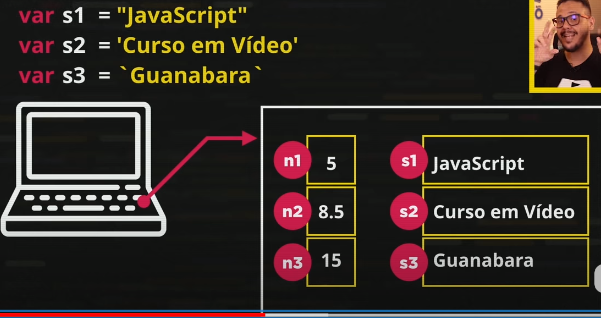 var s1 = "JavaScript"
var s2 = 'Curso em Vídeo'
var s3 = `Guanabara`
n1 5 s1 JavaScript
n2 8.5 s2 Curso em Vídeo
n3 15 s3 Guanabara